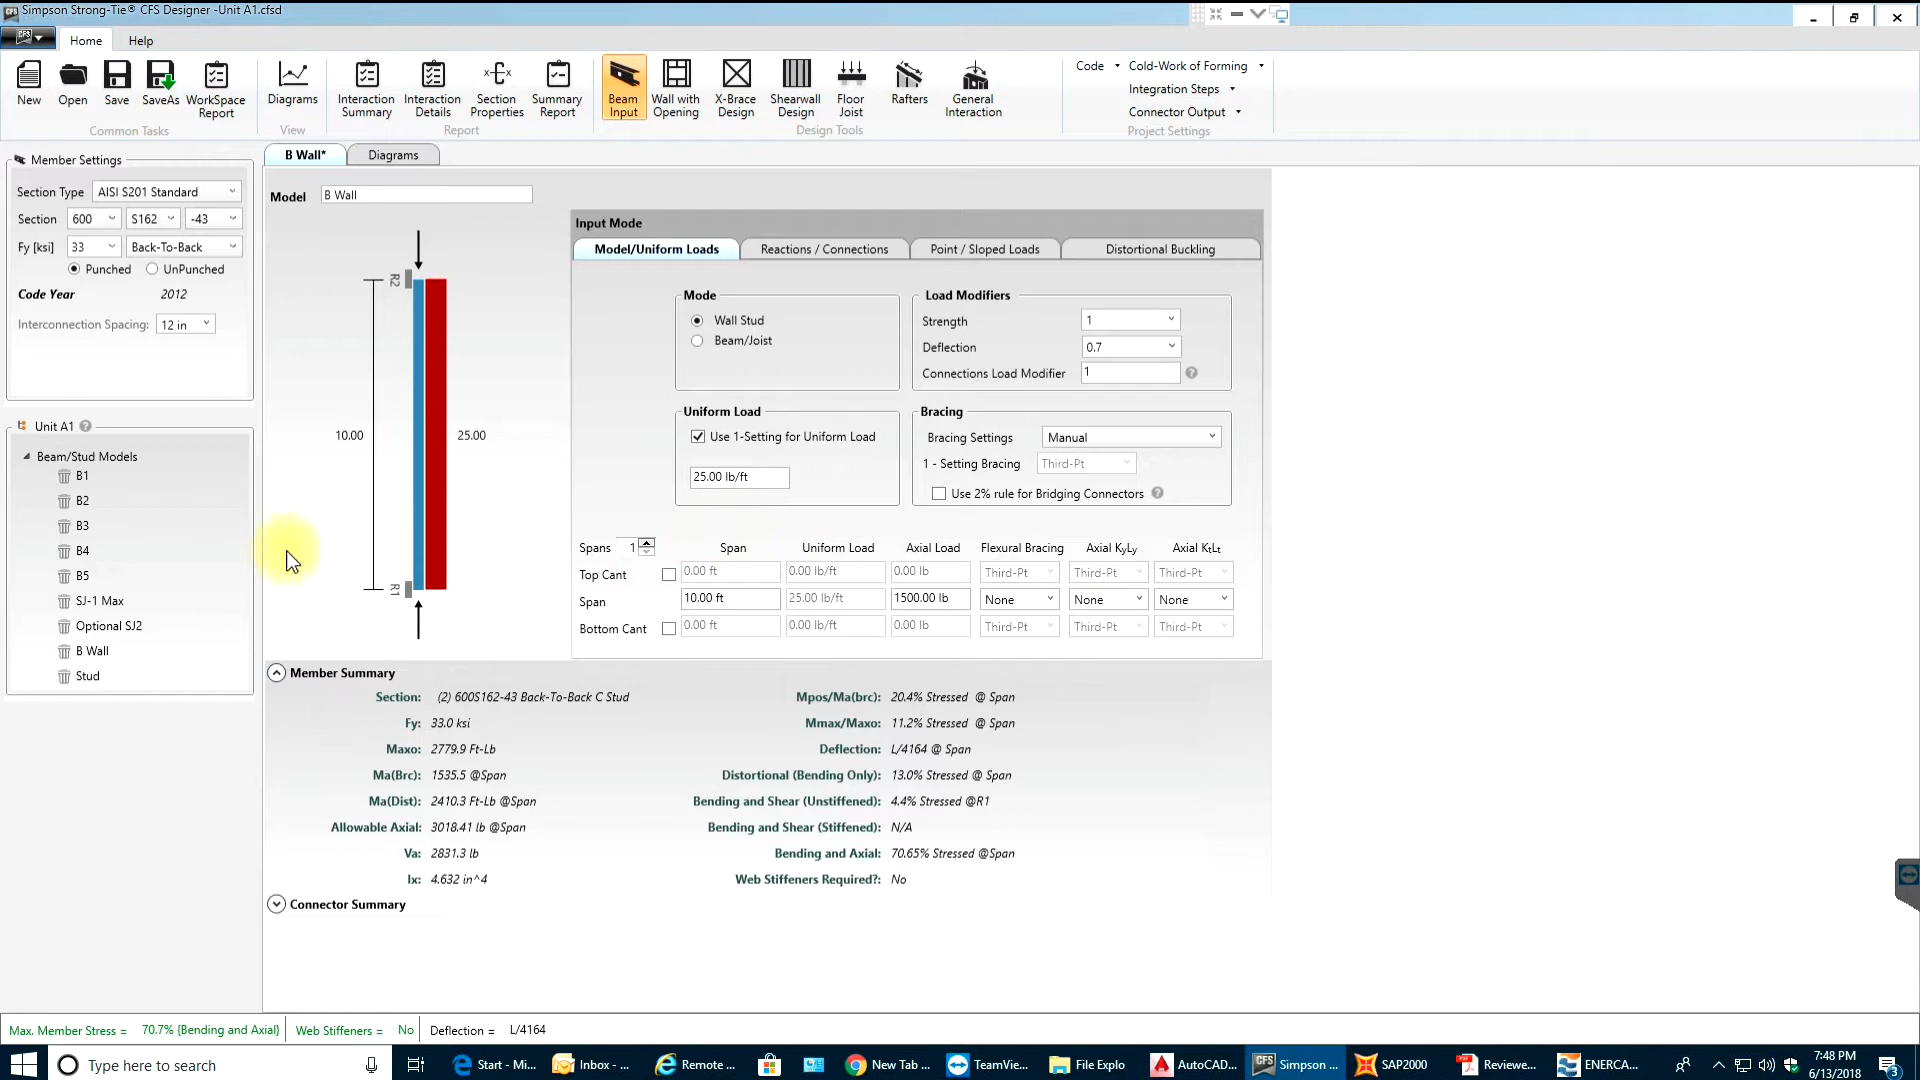 Simpson Strong-Tie® CFS Designer -Unit A1.cfsd
CFS
Home
Help
New
Open
Save
SaveAs
WorkSpace Report
Common Tasks
Diagrams
View
Interaction Summary
Interaction Details
Section Properties
Summary Report
Report
Beam Input
Wall with Opening
X-Brace Design
Shearwall Design
Floor Joist
Rafters
General Interaction
Design Tools
Code
Cold-Work of Forming
Integration Steps
Connector Output
Project Settings
Member Settings
Section Type AISI S201 Standard
Section 600 S162 -43
Fy [ksi] 33 Back-To-Back
Punched UnPunched
Code Year 2012
Interconnection Spacing: 12 in
Unit A1
Beam/Stud Models
B1
B2
B3
B4
B5
SJ-1 Max
Optional SJ2
B Wall
Stud
B Wall*
Diagrams
Model B Wall
R2
10.00
25.00
R1
Input Mode
Model/Uniform Loads
Reactions / Connections
Point / Sloped Loads
Distortional Buckling
Mode
Wall Stud
Beam/Joist
Load Modifiers
Strength 1
Deflection 0.7
Connections Load Modifier 1
Uniform Load
Use 1-Setting for Uniform Load
25.00 lb/ft
Bracing
Bracing Settings Manual
1 - Setting Bracing Third-Pt
Use 2% rule for Bridging Connectors
Spans 1 Span Uniform Load Axial Load Flexural Bracing Axial KyLy Axial KtLt
Top Cant 0.00 ft 0.00 lb/ft 0.00 lb Third-Pt Third-Pt Third-Pt
Span 10.00 ft 25.00 lb/ft 1500.00 lb None None None
Bottom Cant 0.00 ft 0.00 lb/ft 0.00 lb Third-Pt Third-Pt Third-Pt
Member Summary
Section: (2) 600S162-43 Back-To-Back C Stud
Fy: 33.0 ksi
Maxo: 2779.9 Ft-Lb
Ma(Brc): 1535.5 @Span
Ma(Dist): 2410.3 Ft-Lb @Span
Allowable Axial: 3018.41 lb @Span
Va: 2831.3 lb
Ix: 4.632 in^4
Mpos/Ma(brc): 20.4% Stressed @ Span
Mmax/Maxo: 11.2% Stressed @ Span
Deflection: L/4164 @ Span
Distortional (Bending Only): 13.0% Stressed @ Span
Bending and Shear (Unstiffened): 4.4% Stressed @R1
Bending and Shear (Stiffened): N/A
Bending and Axial: 70.65% Stressed @Span
Web Stiffeners Required?: No
Connector Summary
Max. Member Stress = 70.7% (Bending and Axial) Web Stiffeners = No Deflection = L/4164
Type here to search
Start - Mi...
Inbox - ...
Remote ...
New Tab ...
TeamVie...
File Explo
AutoCAD...
CFS
Simpson ...
SAP2000
Reviewe...
ENERCA...
7:48 PM
6/13/2018
3